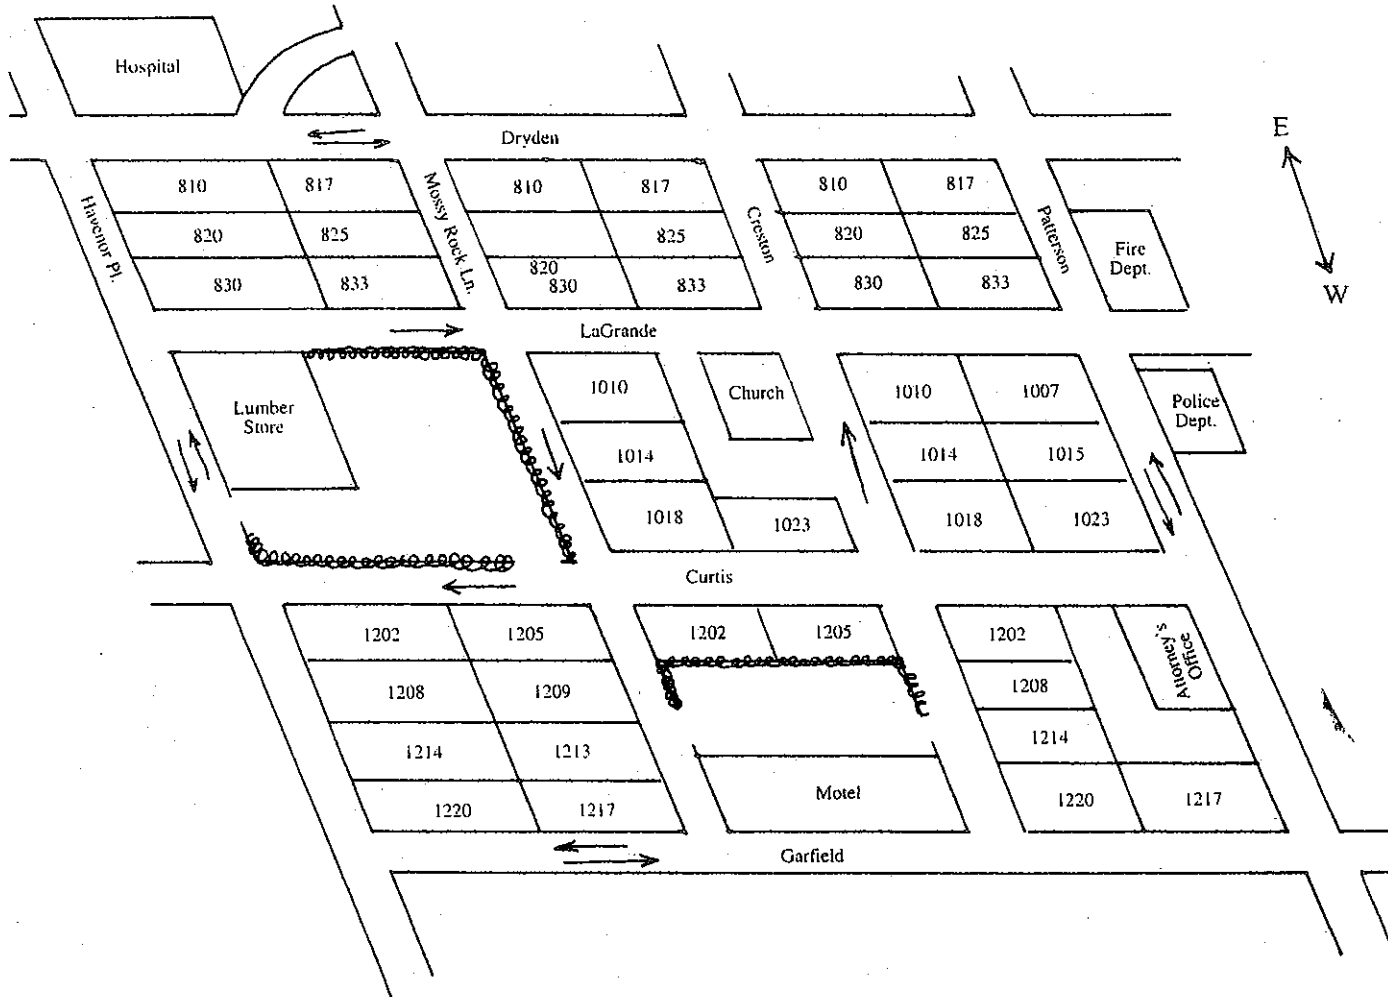 Hospital
E
Dryden
810
817
810
817
810
817
Havenor Pl.
Mossy Rock Ln.
Creston
Patterson
820
825
825
820
825
Fire
Dept.
830
833
820
830
833
830
833
W
LaGrande
Lumber
Store
1010
Church
1010
1007
Police
Dept.
1014
1014
1015
1018
1023
1018
1023
Curtis
1202
1205
1202
1205
1202
Attorney's
Office
1208
1209
1208
1214
1213
1214
1220
1217
Motel
1220
1217
Garfield